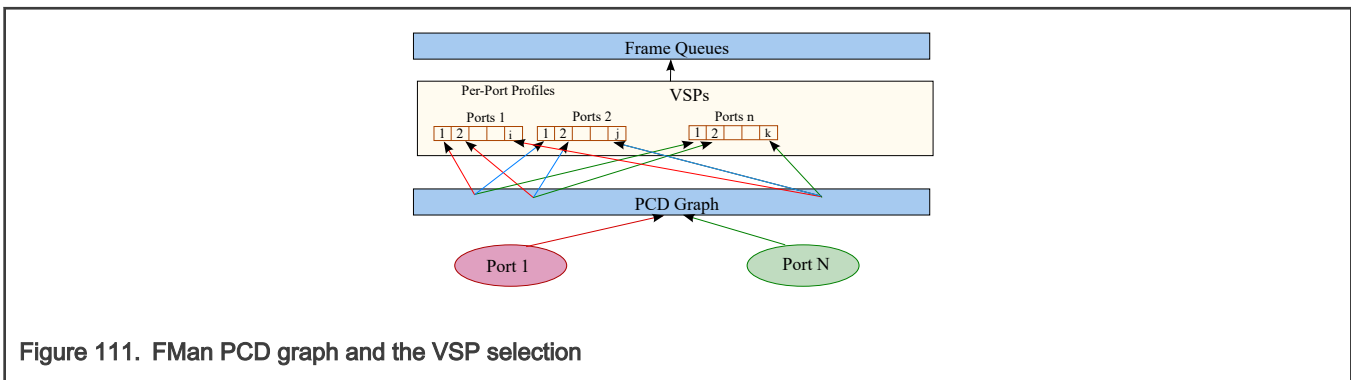 Frame Queues
Per-Port Profiles
VSPs
Ports 1
Ports 2
Ports n
1 2 i
1 2 j
1 2 k
PCD Graph
Port 1
Port N
Figure 111. FMan PCD graph and the VSP selection